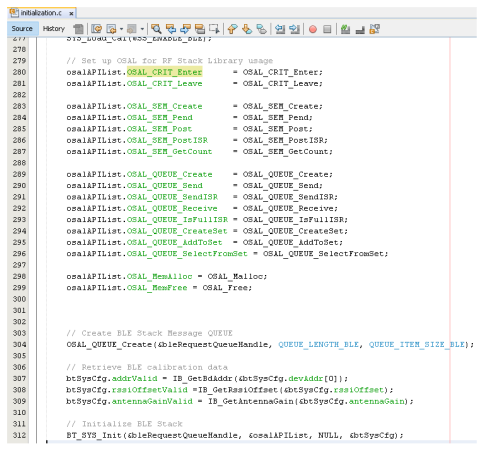 initialization.c x
Source History
277 SYS_Load_Cal(WSS_ENABLE_BLE);
278
279 // Set up OSAL for RF Stack Library usage
280 osalAPIList.OSAL_CRIT_Enter = OSAL_CRIT_Enter;
281 osalAPIList.OSAL_CRIT_Leave = OSAL_CRIT_Leave;
282
283 osalAPIList.OSAL_SEM_Create = OSAL_SEM_Create;
284 osalAPIList.OSAL_SEM_Pend = OSAL_SEM_Pend;
285 osalAPIList.OSAL_SEM_Post = OSAL_SEM_Post;
286 osalAPIList.OSAL_SEM_PostISR = OSAL_SEM_PostISR;
287 osalAPIList.OSAL_SEM_GetCount = OSAL_SEM_GetCount;
288
289 osalAPIList.OSAL_QUEUE_Create = OSAL_QUEUE_Create;
290 osalAPIList.OSAL_QUEUE_Send = OSAL_QUEUE_Send;
291 osalAPIList.OSAL_QUEUE_SendISR = OSAL_QUEUE_SendISR;
292 osalAPIList.OSAL_QUEUE_Receive = OSAL_QUEUE_Receive;
293 osalAPIList.OSAL_QUEUE_IsFullISR = OSAL_QUEUE_IsFullISR;
294 osalAPIList.OSAL_QUEUE_CreateSet = OSAL_QUEUE_CreateSet;
295 osalAPIList.OSAL_QUEUE_AddToSet = OSAL_QUEUE_AddToSet;
296 osalAPIList.OSAL_QUEUE_SelectFromSet = OSAL_QUEUE_SelectFromSet;
297
298 osalAPIList.OSAL_MemAlloc = OSAL_Malloc;
299 osalAPIList.OSAL_MemFree = OSAL_Free;
300
301
302
303 // Create BLE Stack Message QUEUE
304 OSAL_QUEUE_Create(&bleRequestQueueHandle, QUEUE_LENGTH_BLE, QUEUE_ITEM_SIZE_BLE);
305
306 // Retrieve BLE calibration data
307 btSysCfg.addrValid = IB_GetBdAddr(&btSysCfg.devAddr[0]);
308 btSysCfg.rssiOffsetValid =IB_GetRssiOffset(&btSysCfg.rssiOffset);
309 btSysCfg.antennaGainValid = IB_GetAntennaGain(&btSysCfg.antennaGain);
310
311 // Initialize BLE Stack
312 BT_SYS_Init(&bleRequestQueueHandle, &osalAPIList, NULL, &btSysCfg);